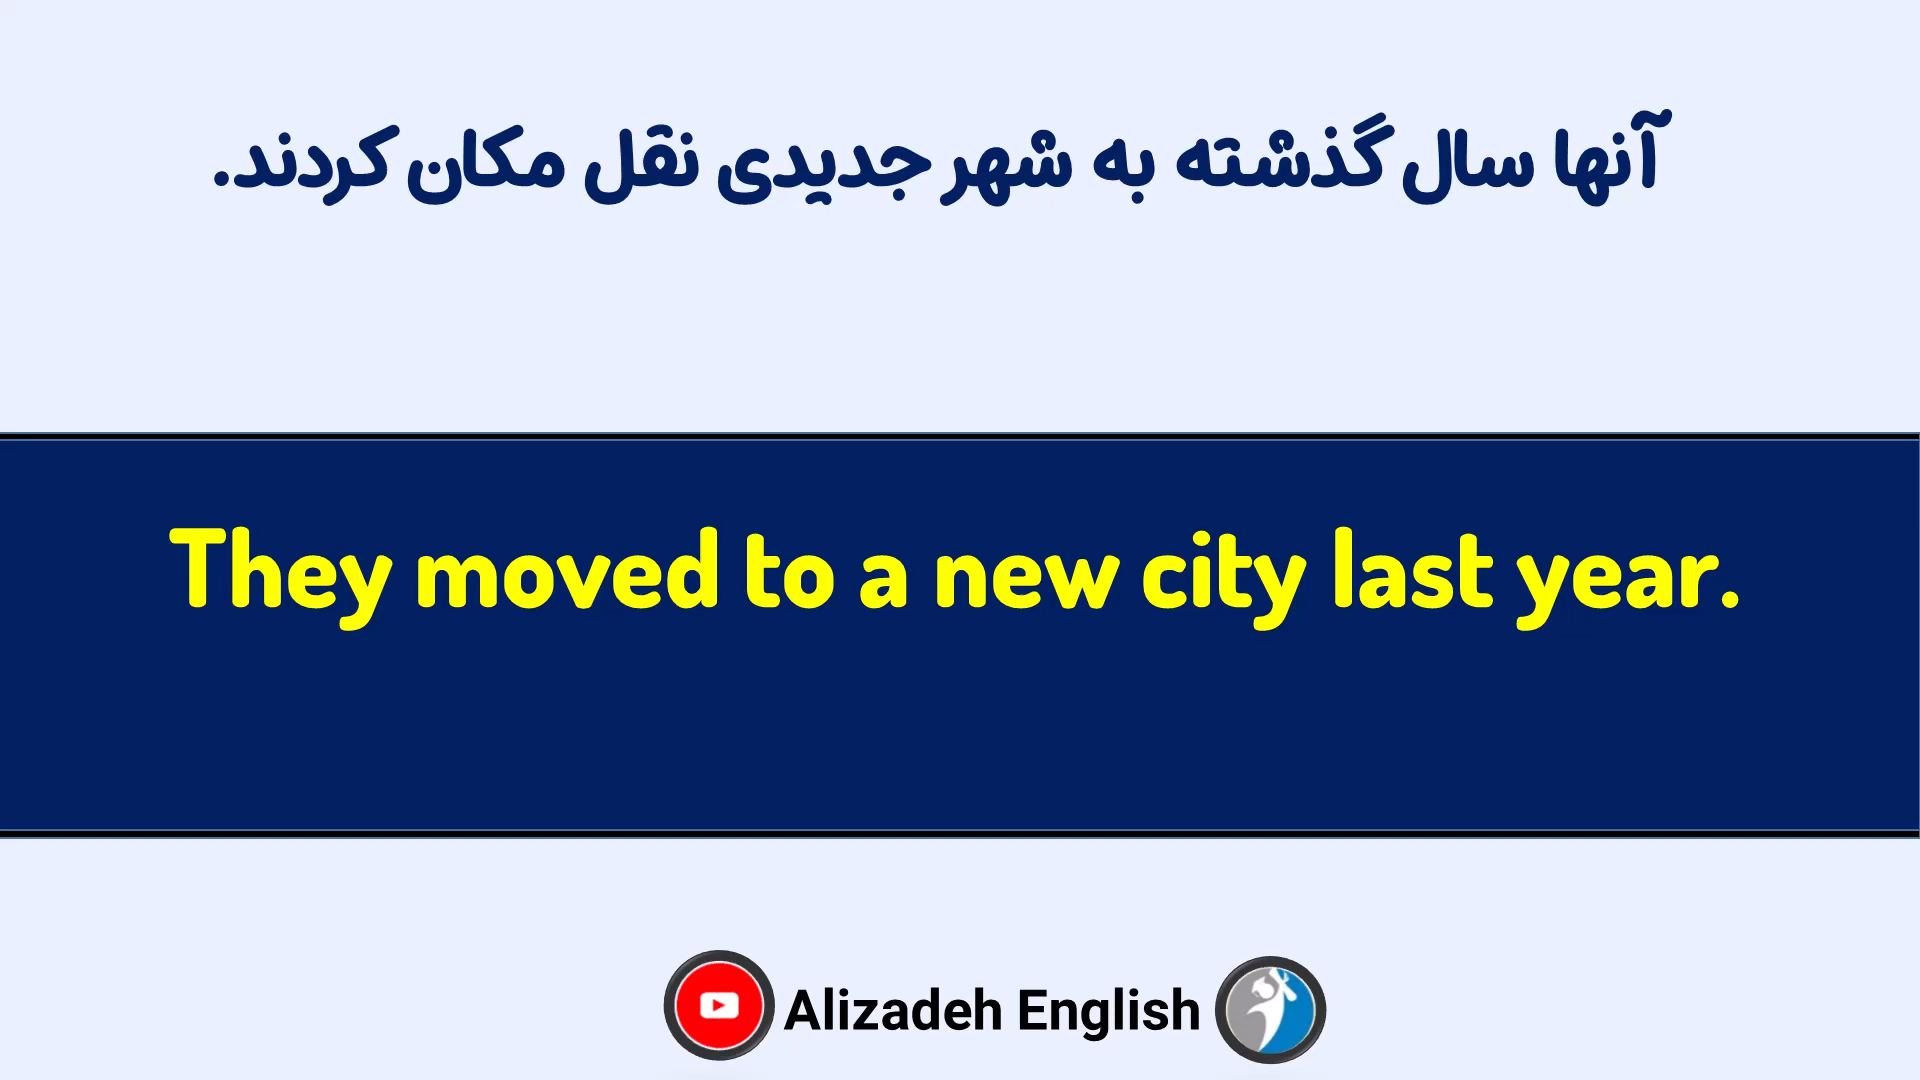 آنها سال گذشته به شهر جدیدی نقل مکان کردند.
They moved to a new city last year.
Alizadeh English